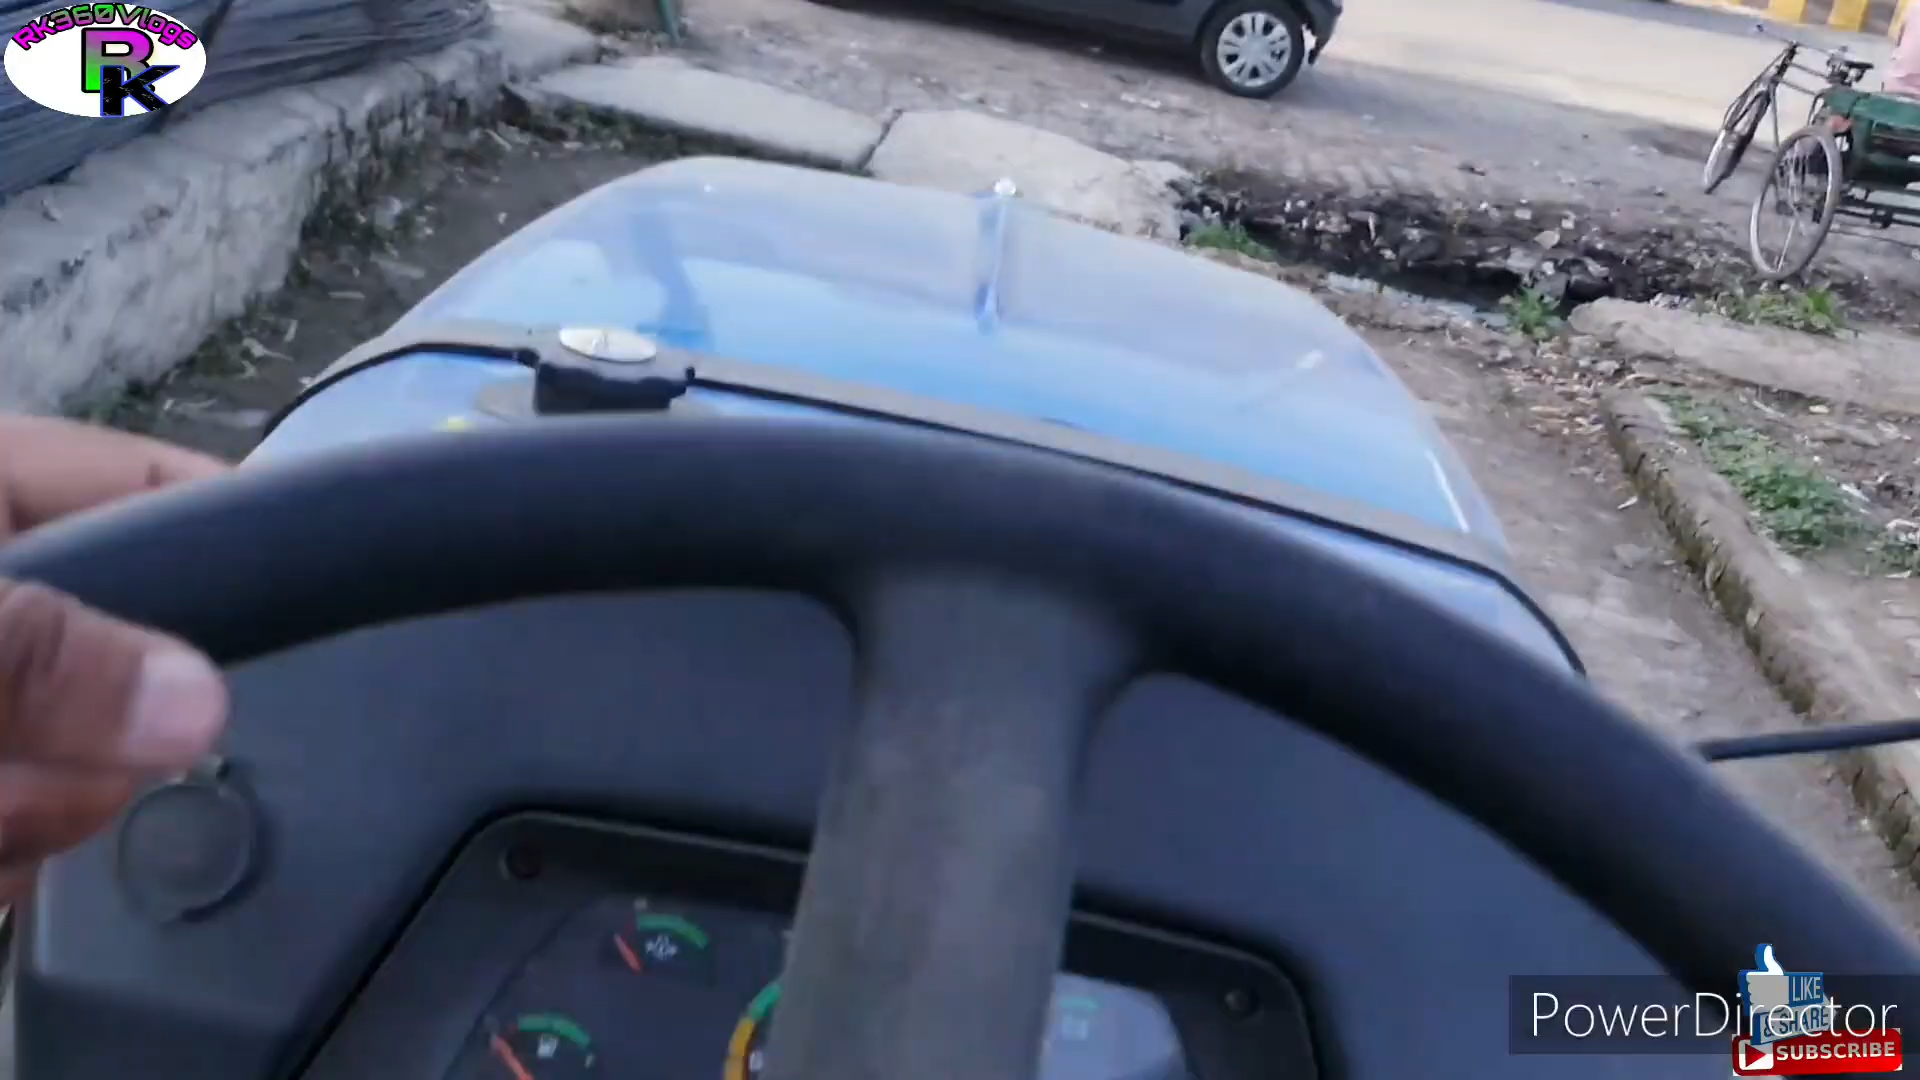 RK360Vlogs
RK
PowerDirector
LIKE
& SHARE
SUBSCRIBE